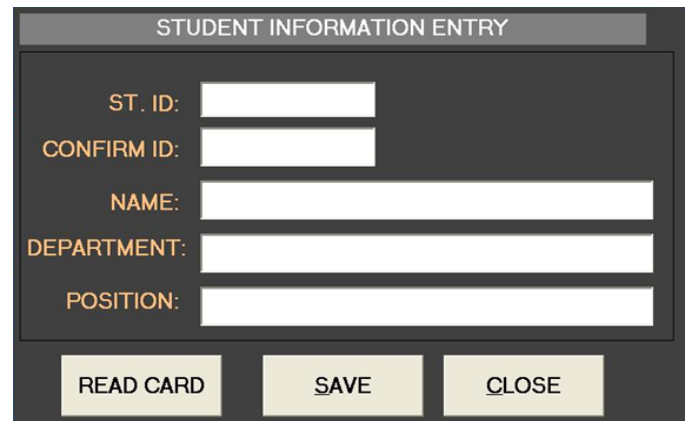 STUDENT INFORMATION ENTRY
ST. ID:
CONFIRM ID:
NAME:
DEPARTMENT:
POSITION:
READ CARD SAVE CLOSE